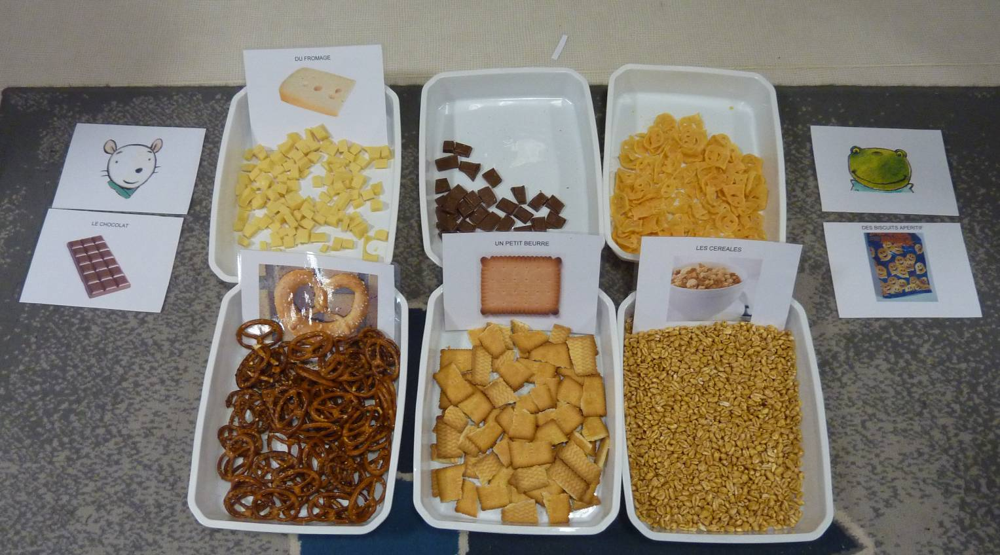 DU FROMAGE
LE CHOCOLAT
UN PETIT BEURRE
LES CEREALES
DES BISCUITS APERITIF